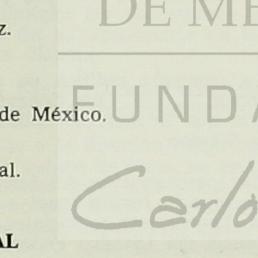 DE ME
z.
de México.
FUNDA
al.
Carlo
AL